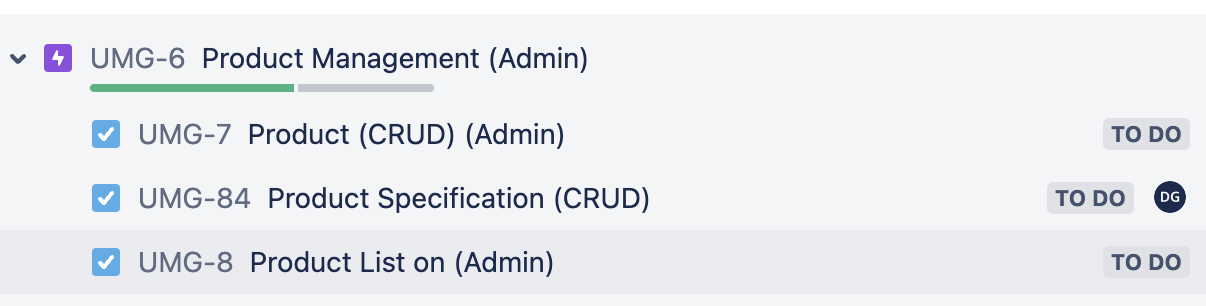 UMG-6 Product Management (Admin)
UMG-7 Product (CRUD) (Admin) TO DO
UMG-84 Product Specification (CRUD) TO DO DG
UMG-8 Product List on (Admin) TO DO